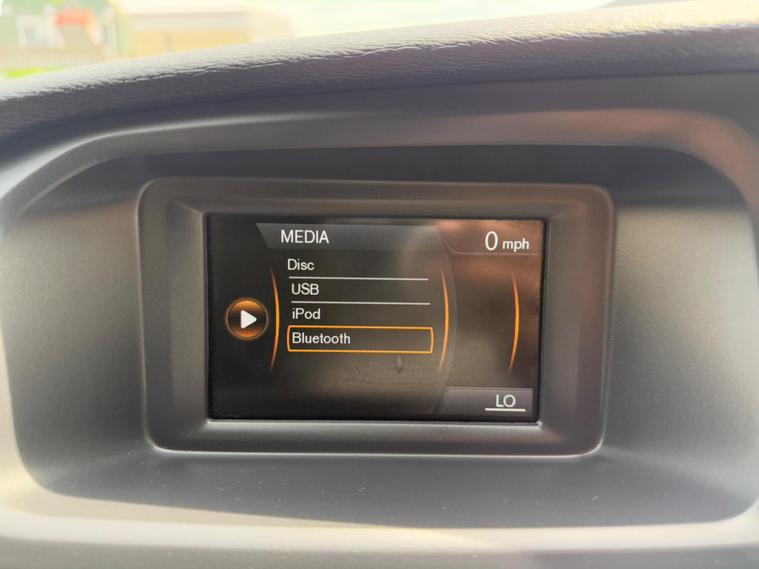 MEDIA
0 mph
Disc
USB
iPod
Bluetooth
LO